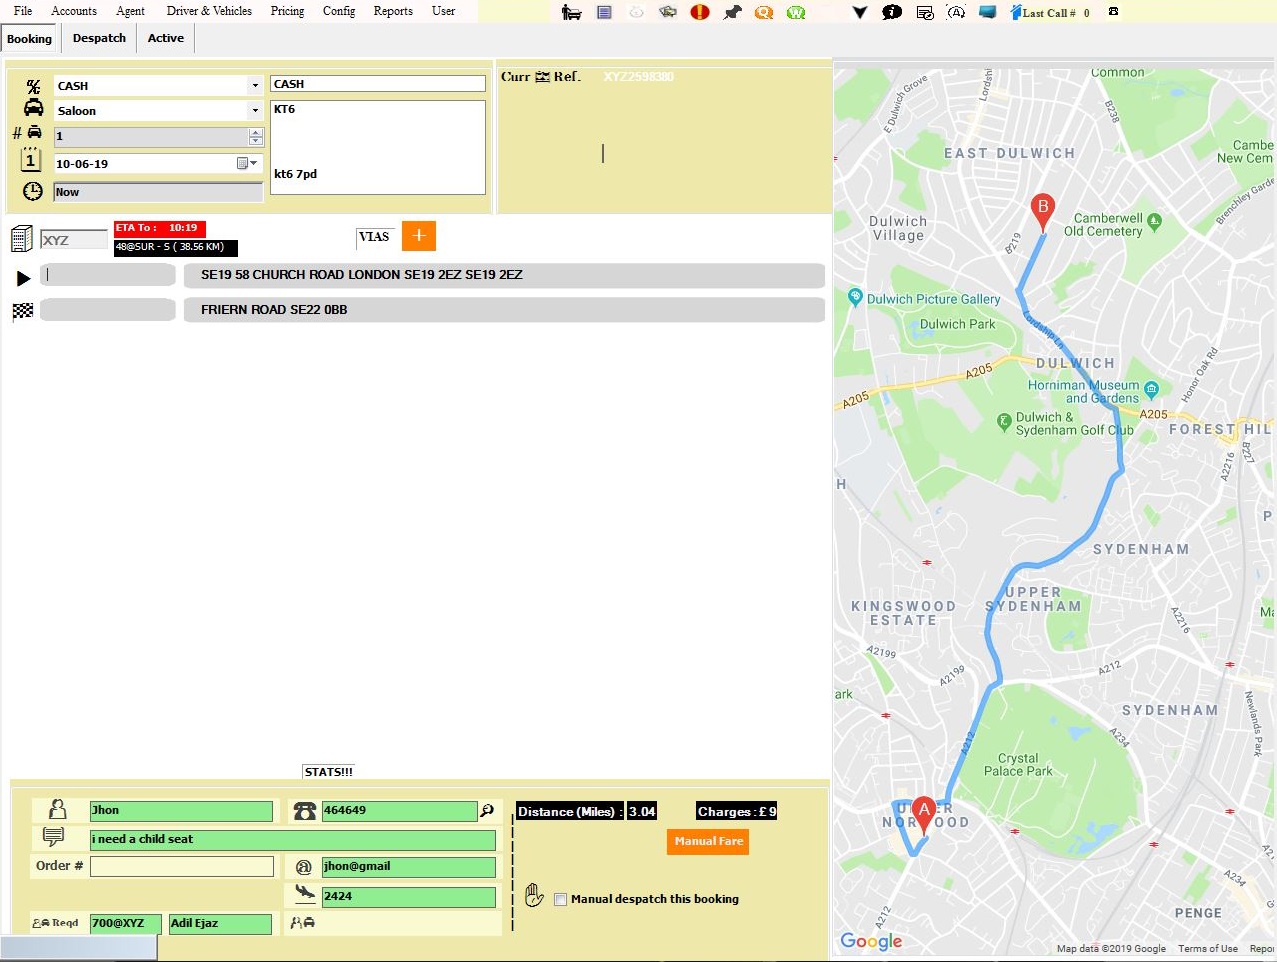 File Accounts Agent Driver & Vehicles Pricing Config Reports User Last Call # 0
Booking Despatch Active
CASH
Saloon
# 1
1 10-06-19
Now
CASH
KT6
kt6 7pd
Curr Ref. XYZ2598380
XYZ
ETA To : 10:19
48@SUR - S ( 38.56 KM)
VIAS +
SE19 58 CHURCH ROAD LONDON SE19 2EZ SE19 2EZ
FRIERN ROAD SE22 0BB
STATS!!!
Jhon
464649
i need a child seat
Order #
@ jhon@gmail
2424
Reqd 700@XYZ Adil Ejaz
Distance (Miles) : 3.04
Charges : £ 9
Manual Fare
Manual despatch this booking
Common
E Dulwich Grove
Lordshi
B238
EAST DULWICH
Cambe
New Cem
Brenchley Garde
B
Dulwich
Village
B219
Camberwell
Old Cemetery
Dulwich Picture Gallery
Dulwich Park
Lordship Ln
DULWICH
Honor Oak Rd
A205
A205
Horniman Museum
and Gardens
A205
Dulwich &
Sydenham Golf Club
FOREST HIL
B227
A2216
H
P
SYDENHAM
UPPER
SYDENHAM
KINGSWOOD
ESTATE
Ma
A2216
A2199
A2199
A212
ark
SYDENHAM
Newlands Park
A212
A234
Crystal
Palace Park
A
UPPER
NORWOOD
A234
A212
PENGE
Google
Map data ©2019 Google Terms of Use Repor